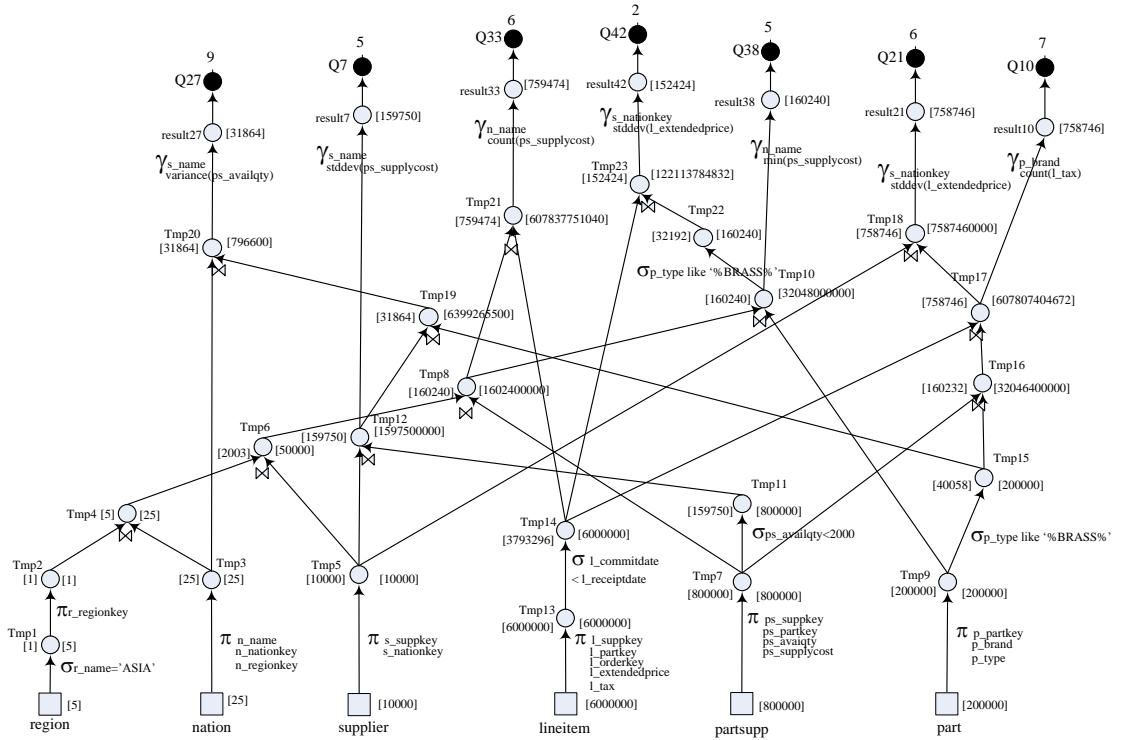 2
6
Q33
Q42
5
5
Q38
6
Q21
7
Q10
9
Q27
Q7
result33 [759474]
result42 [152424]
result38 [160240]
result21 [758746]
result10 [758746]
result27 [31864]
result7 [159750]
γ n_name
count(ps_supplycost)
γ s_nationkey
stddev(l_extendedprice)
γ n_name
min(ps_supplycost)
γ s_nationkey
stddev(l_extendedprice)
γ p_brand
count(l_tax)
γ s_name
variance(ps_availqty)
γ s_name
stddev(ps_supplycost)
Tmp23
[152424] [122113784832]
Tmp21
[759474] [607837751040]
Tmp22
[32192] [160240]
Tmp18
[758746] [7587460000]
Tmp20
[31864] [796600]
σp_type like ‘%BRASS%’
Tmp10
[160240] [32048000000]
Tmp17
[758746] [607807404672]
Tmp19
[31864] [6399265500]
Tmp8
[160240] [1602400000]
Tmp16
[160232] [32046400000]
Tmp12
[159750] [1597500000]
Tmp6
[2003] [50000]
Tmp15
[40058] [200000]
Tmp11
[159750] [800000]
Tmp4 [5] [25]
Tmp14
[3793296] [6000000]
σps_availqty<2000
σp_type like ‘%BRASS%’
σ l_commitdate
< l_receiptdate
Tmp2
[1] [1]
Tmp3
[25] [25]
Tmp5
[10000] [10000]
Tmp7
[800000] [800000]
Tmp9
[200000] [200000]
πr_regionkey
Tmp13
[6000000] [6000000]
Tmp1
[1] [5]
π n_name
n_nationkey
n_regionkey
π s_suppkey
s_nationkey
π l_suppkey
l_partkey
l_orderkey
l_extendedprice
l_tax
π ps_suppkey
ps_partkey
ps_avaiqty
ps_supplycost
π p_partkey
p_brand
p_type
σr_name=’ASIA’
[5]
[25]
[10000]
[6000000]
[800000]
[200000]
region
nation
supplier
lineitem
partsupp
part